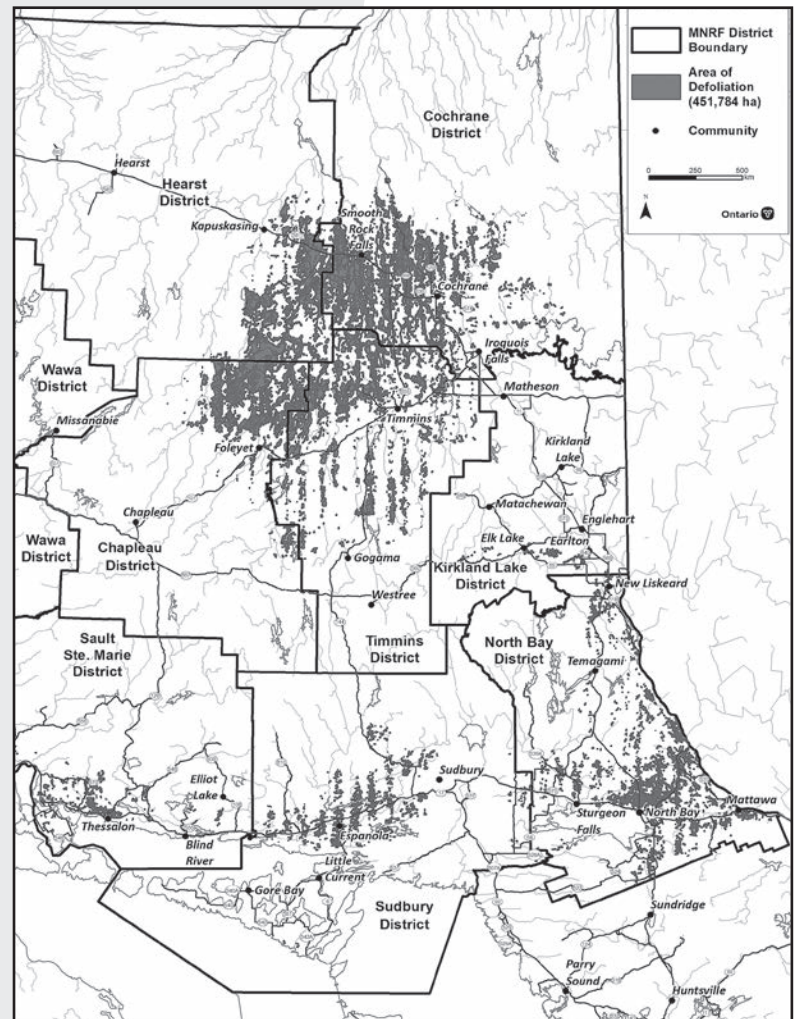 MNRF District
Boundary
Area of
Defoliation
(451,784 ha)
Community
0 250 500
km
N
Ontario
Cochrane
District
Hearst
Hearst
District
Kapuskasing
Smooth
Rock
Falls
Cochrane
Iroquois
Falls
Wawa
District
Matheson
Missanabie
Timmins
Foleyet
Kirkland
Lake
Chapleau
Matachewan
Englehart
Wawa
District
Chapleau
District
Elk Lake
Earlton
Gogama
Kirkland Lake
District
New Liskeard
Westree
Sault
Ste. Marie
District
Timmins
District
North Bay
District
Temagami
Elliot
Lake
Sudbury
Mattawa
Thessalon
Sturgeon
Falls
North Bay
Blind
River
Espanola
Little
Current
Gore Bay
Sudbury
District
Sundridge
Parry
Sound
Huntsville